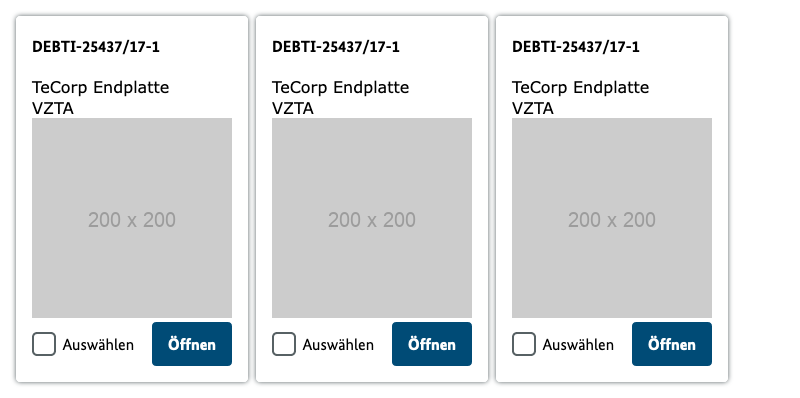 DEBTI-25437/17-1
TeCorp Endplatte
VZTA
200 x 200
Auswählen
Öffnen
DEBTI-25437/17-1
TeCorp Endplatte
VZTA
200 x 200
Auswählen
Öffnen
DEBTI-25437/17-1
TeCorp Endplatte
VZTA
200 x 200
Auswählen
Öffnen